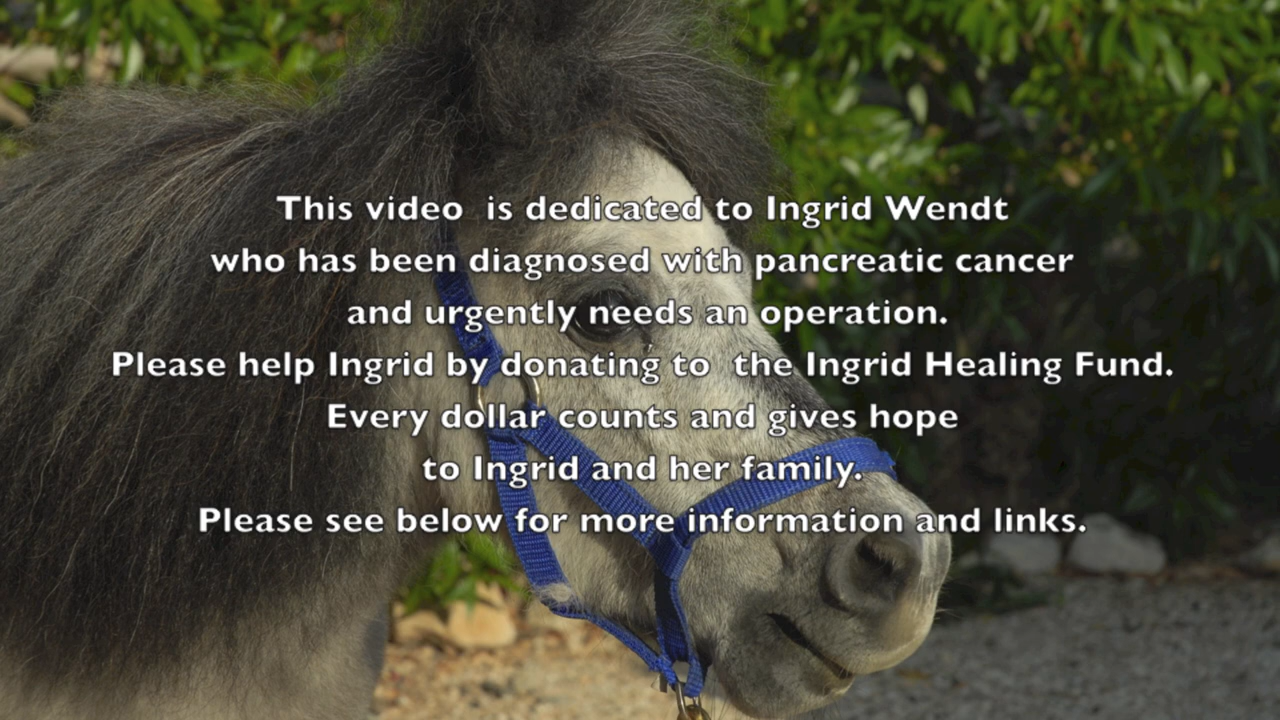 This video  is dedicated to Ingrid Wendt
who has been diagnosed with pancreatic cancer
and urgently needs an operation.
Please help Ingrid by donating to  the Ingrid Healing Fund.
Every dollar counts and gives hope
to Ingrid and her family.
Please see below for more information and links.